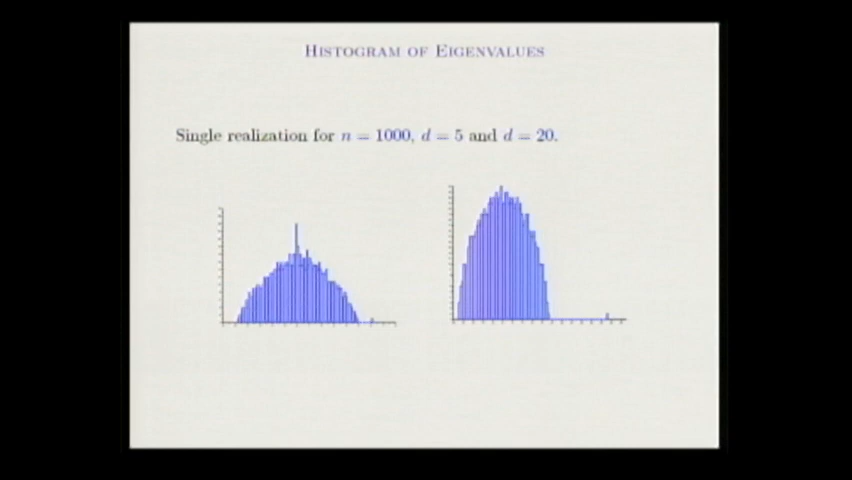 HISTOGRAM OF EIGENVALUES
Single realization for n = 1000, d = 5 and d = 20.